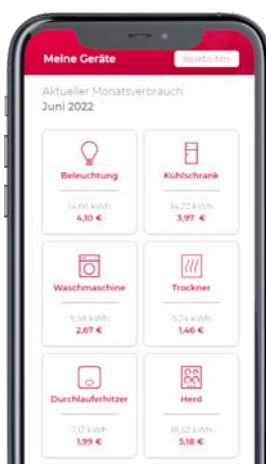 Meine Geräte
Bearbeiten
Aktueller Monatsverbrauch
Juni 2022
Beleuchtung
Kühlschrank
14,66 kWh
14,22 kWh
4,10 €
3,97 €
Waschmaschine
Trockner
kWh
5,24 kWh
2,67 €
1,46 €
Durchlauferhitzer
Herd
7,12 kWh
18,52 kWh
1,99 €
5,18 €